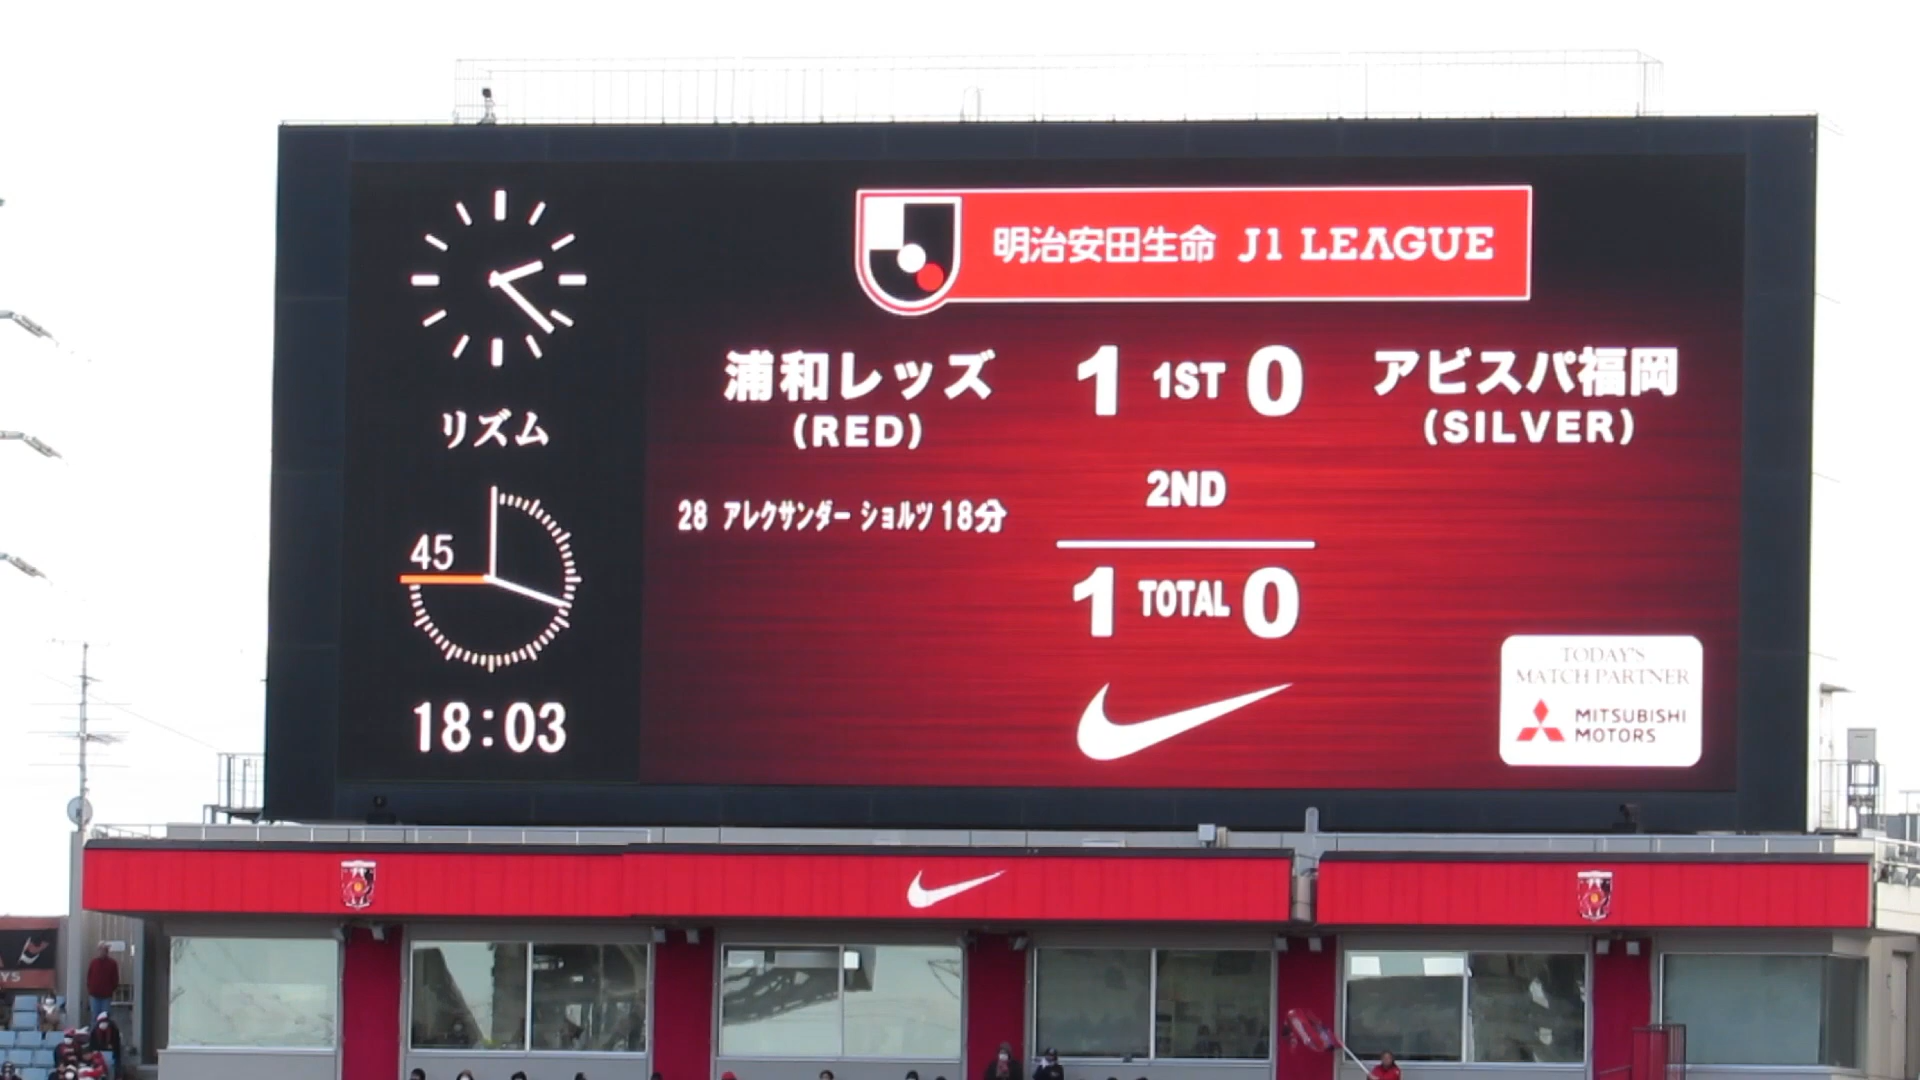 明治安田生命 J1 LEAGUE
浦和レッズ 1 1ST 0 アビスパ福岡
(RED) (SILVER)
2ND
28 アレクサンダー ショルツ 18分
1 TOTAL 0
リズム
45
18:03
TODAY'S
MATCH PARTNER
MITSUBISHI
MOTORS
YS